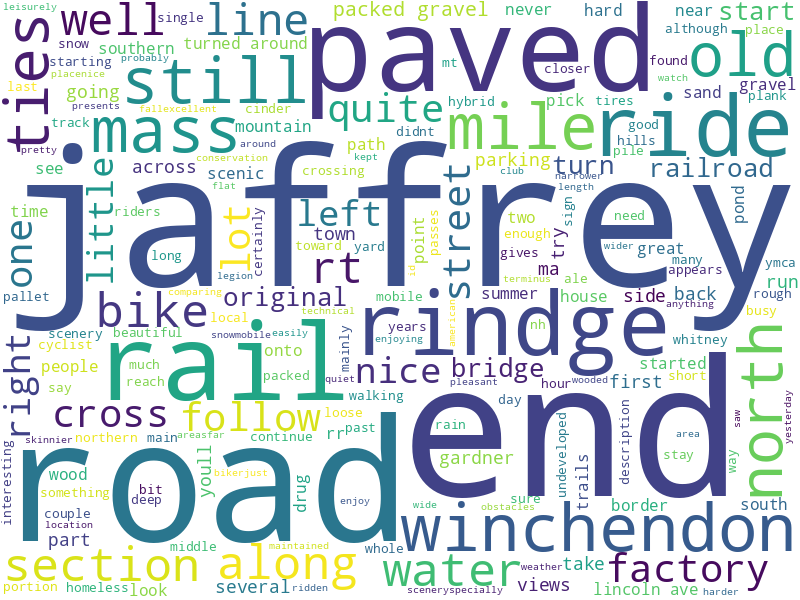 leisurely
well
single
line
packed gravel
never
hard
near
start
although
place
ties
snow
southern
turned around
paved
mt
closer
found
old
starting
placenice
going
still
quite
hybrid
pick
tires
sand
gravel
watch
plank
last
probably
presents
fallexcellent
cinder
track
mass
mountain
didnt
mile
ride
good
hills
pile
pretty
conservation
around
path
kept
parking
turn
railroad
see
across
scenic
crossing
club
narrower
length
flat
jaffrey
time
riders
little
lot
certainly
left
street
two
enough
try
sign
need
pond
one
long
town
toward
yard
point
passes
gives
wider
great
many
ymca
legion
rt
id
terminus
ma
appears
pallet
comparing
technical
original
mobile
summer
ale
house
side
back
anything
rough
run
bike
local
snowmobile
easily
years
american
nh
rindge
whitney
busy
scenery
beautiful
onto
enjoying
cyclist
people
much
reach
rail
quiet
mainly
nice
bridge
hour
wooded
started
short
say
packed
pleasant
first
north
right
skinnier
cross
follow
walking
loose
day
end
area
saw
yesterday
interesting
northern
main
areasfar
rr
past
rain
stay
way
wood
youll
continue
gardner
undeveloped
description
something
bit
deep
drug
bikerjust
road
sure
trails
couple
location
enjoy
wide
obstacles
border
south
part
middle
maintained
whole
winchendon
section
along
water
weather
take
factory
portion
homeless
look
several
ridden
sceneryspecially
views
lincoln ave
harder